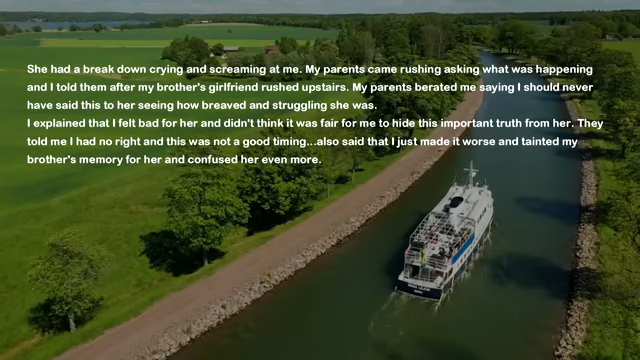 She had a break down crying and screaming at me. My parents came rushing asking what was happening
and I told them after my brother's girlfriend rushed upstairs. My parents berated me saying I should never
have said this to her seeing how breaved and struggling she was.
I explained that I felt bad for her and didn't think it was fair for me to hide this important truth from her. They
told me I had no right and this was not a good timing...also said that I just made it worse and tainted my
brother's memory for her and confused her even more.